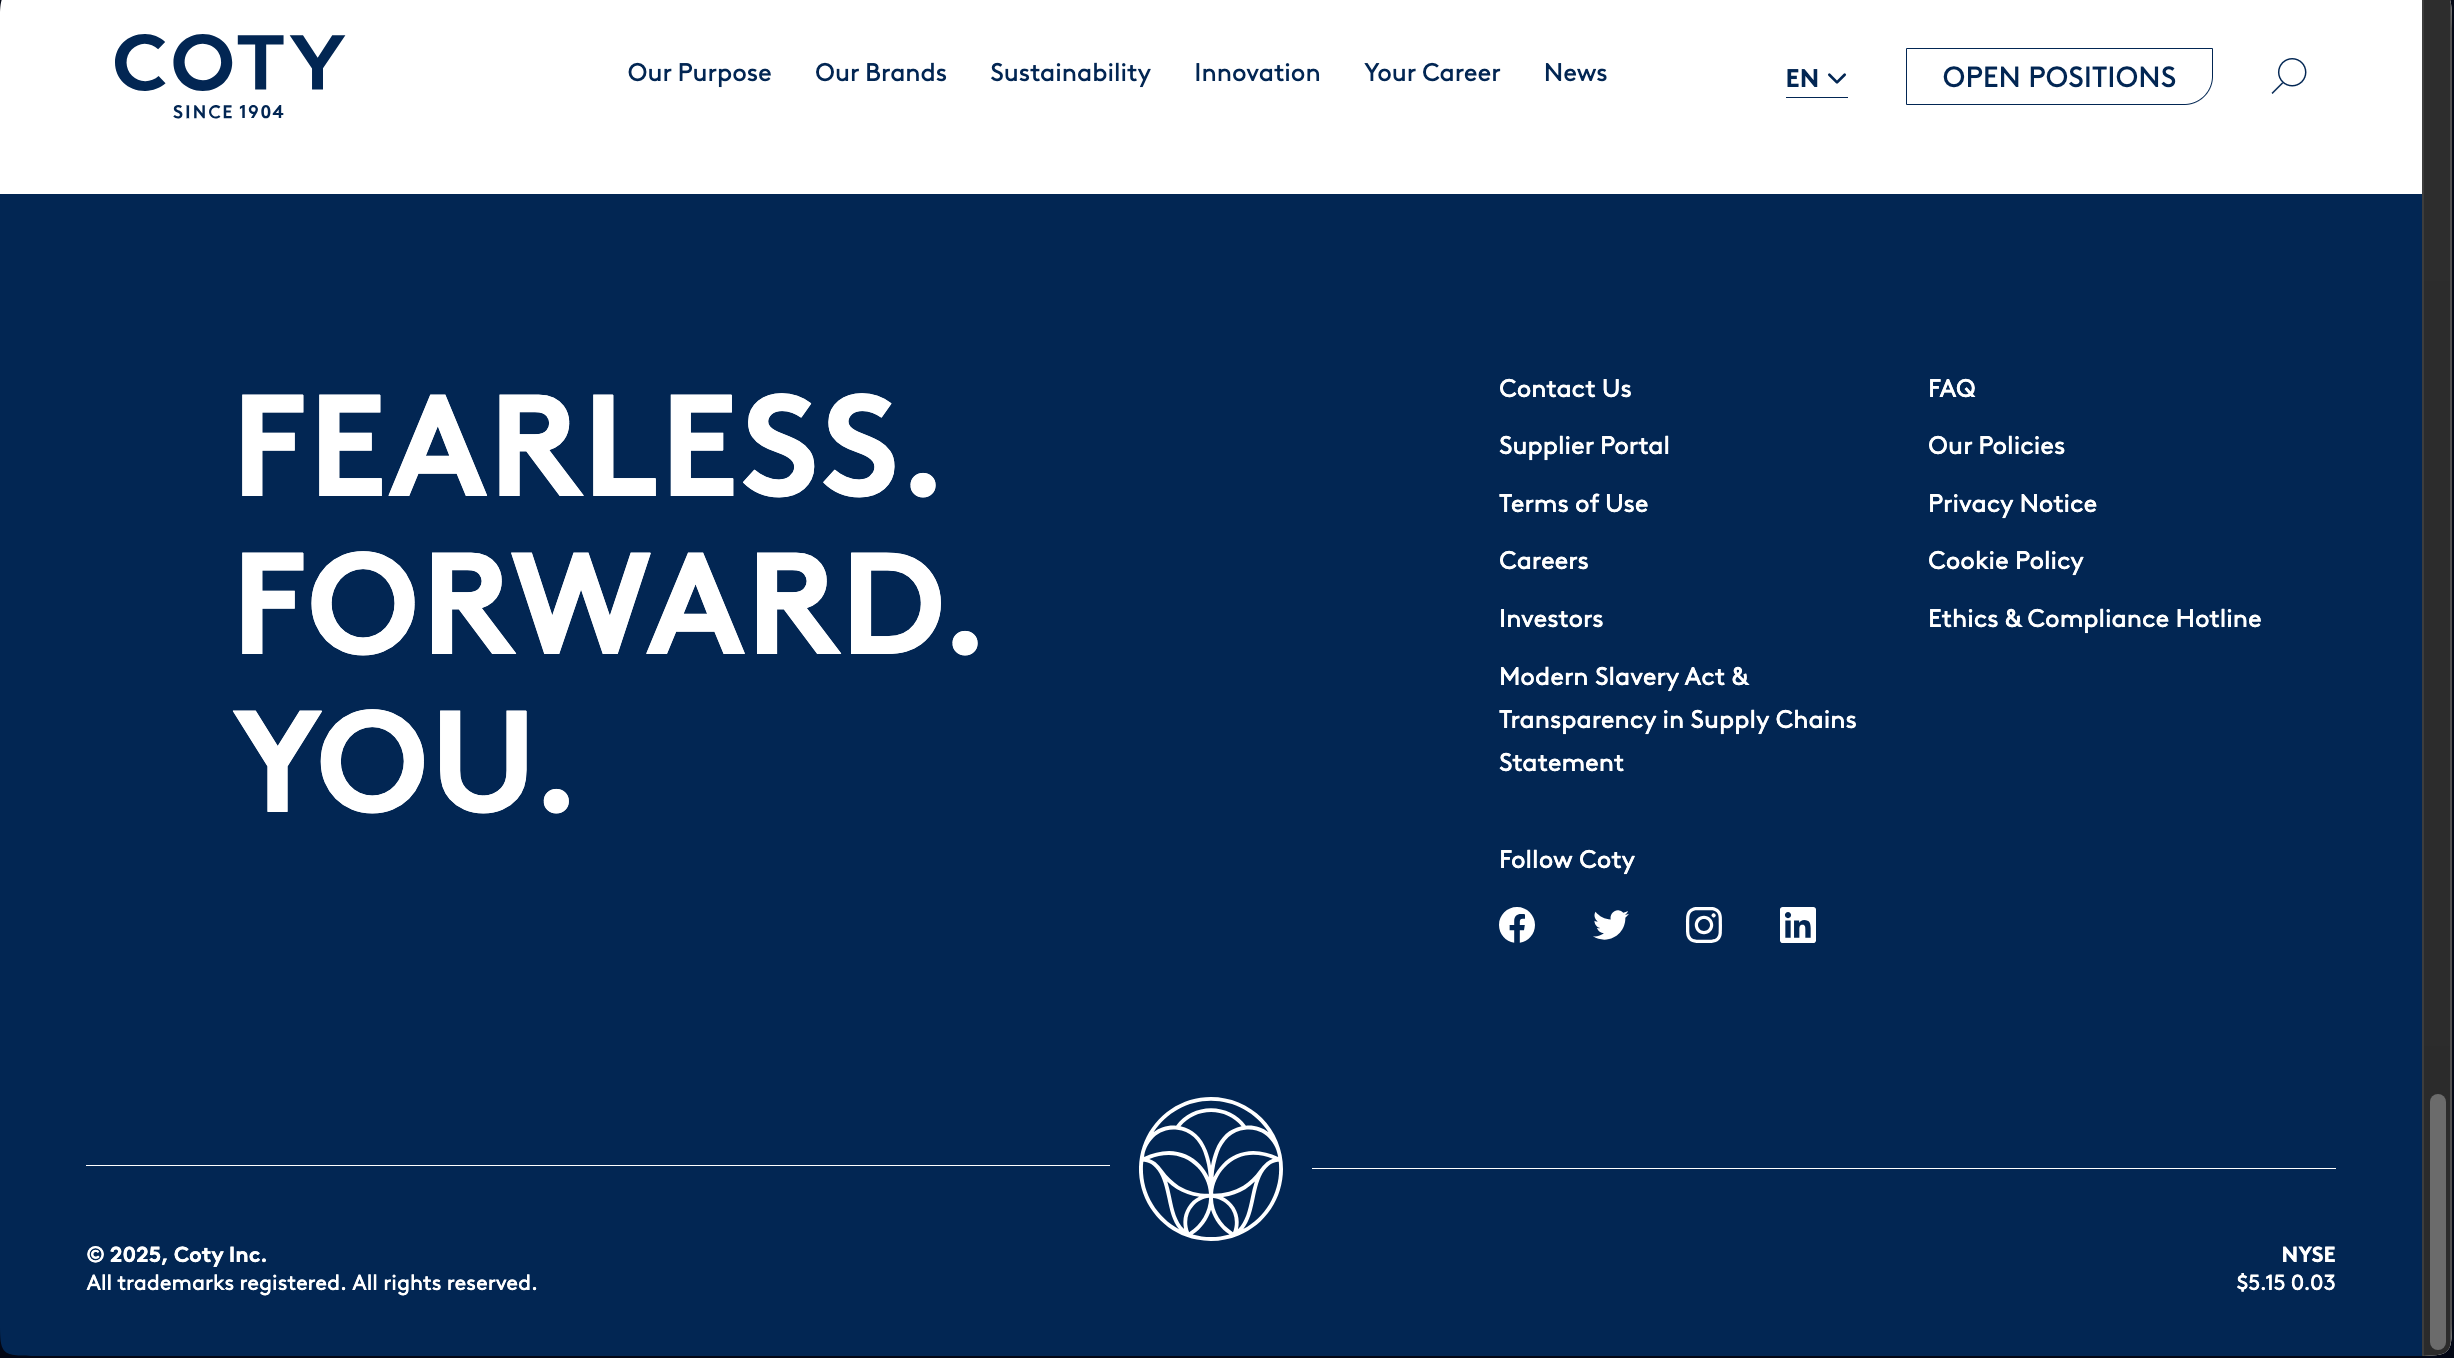 COTY
SINCE 1904
Our Purpose
Our Brands
Sustainability
Innovation
Your Career
News
EN
OPEN POSITIONS
FEARLESS.
FORWARD.
YOU.
Contact Us
Supplier Portal
Terms of Use
Careers
Investors
Modern Slavery Act &
Transparency in Supply Chains
Statement
FAQ
Our Policies
Privacy Notice
Cookie Policy
Ethics & Compliance Hotline
Follow Coty
© 2025, Coty Inc.
All trademarks registered. All rights reserved.
NYSE
$5.15 0.03